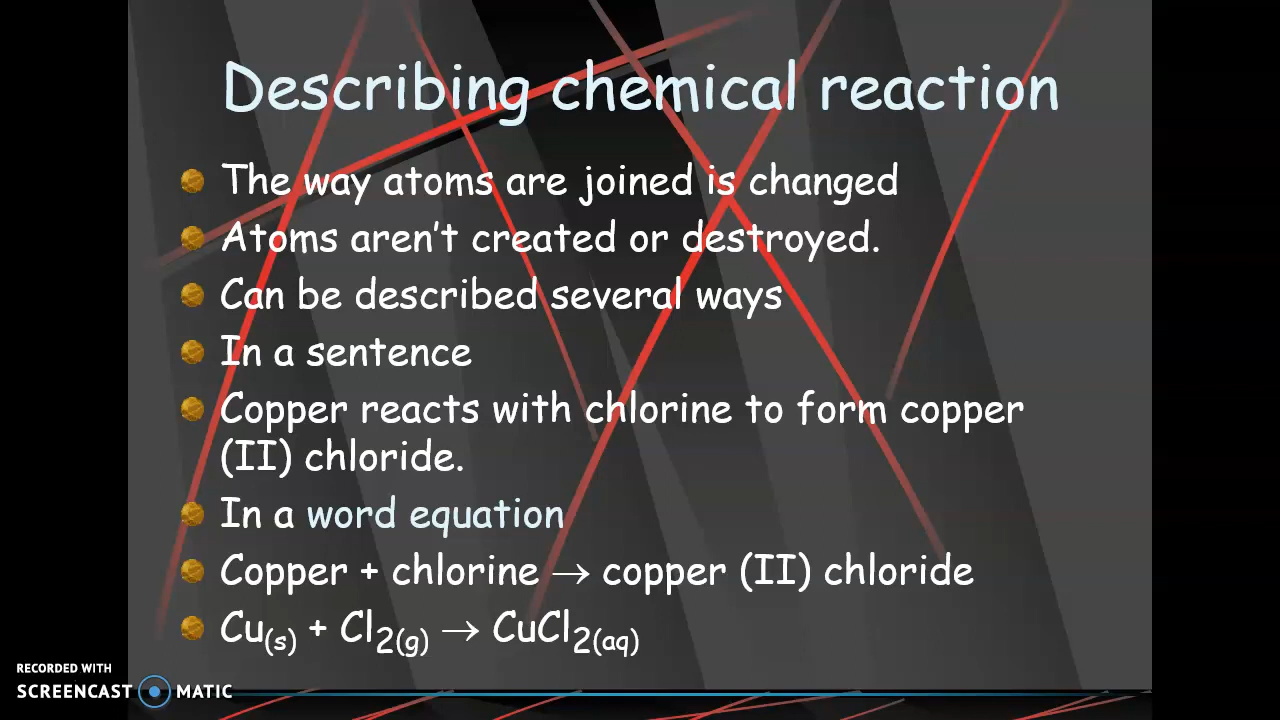 Describing chemical reaction
The way atoms are joined is changed
Atoms aren’t created or destroyed.
Can be described several ways
In a sentence
Copper reacts with chlorine to form copper
(II) chloride.
In a word equation
Copper + chlorine → copper (II) chloride
Cu(s) + Cl2(g) → CuCl2(aq)
RECORDED WITH
SCREENCAST MATIC